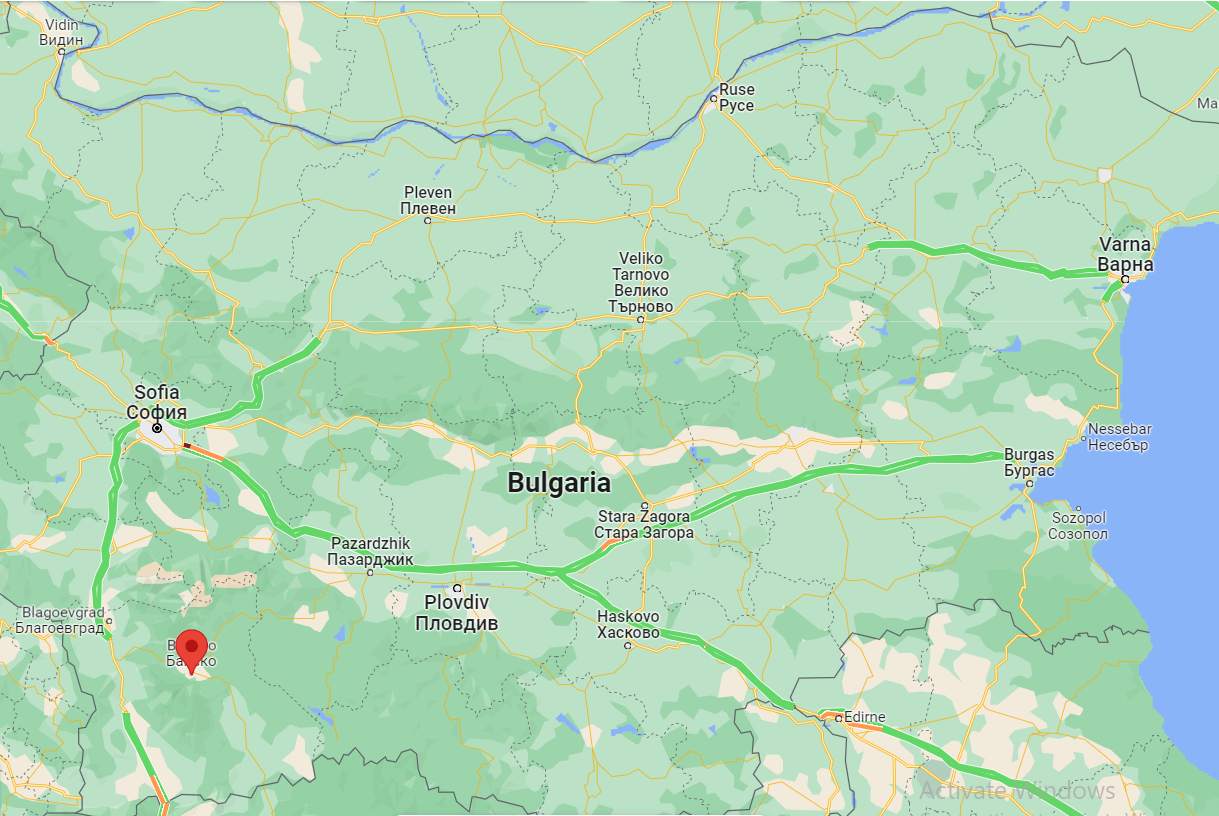 Vidin
Видин
Ruse
Русе
Ma
Pleven
Плевен
Varna
Варна
Veliko
Tarnovo
Велико
Търново
Sofia
София
Nessebar
Несебър
Burgas
Бургас
Bulgaria
Stara Zagora
Стара Загора
Sozopol
Созопол
Pazardzhik
Пазарджик
Plovdiv
Пловдив
Haskovo
Хасково
Blagoevgrad
Благоевград
Edirne
Activate Windows